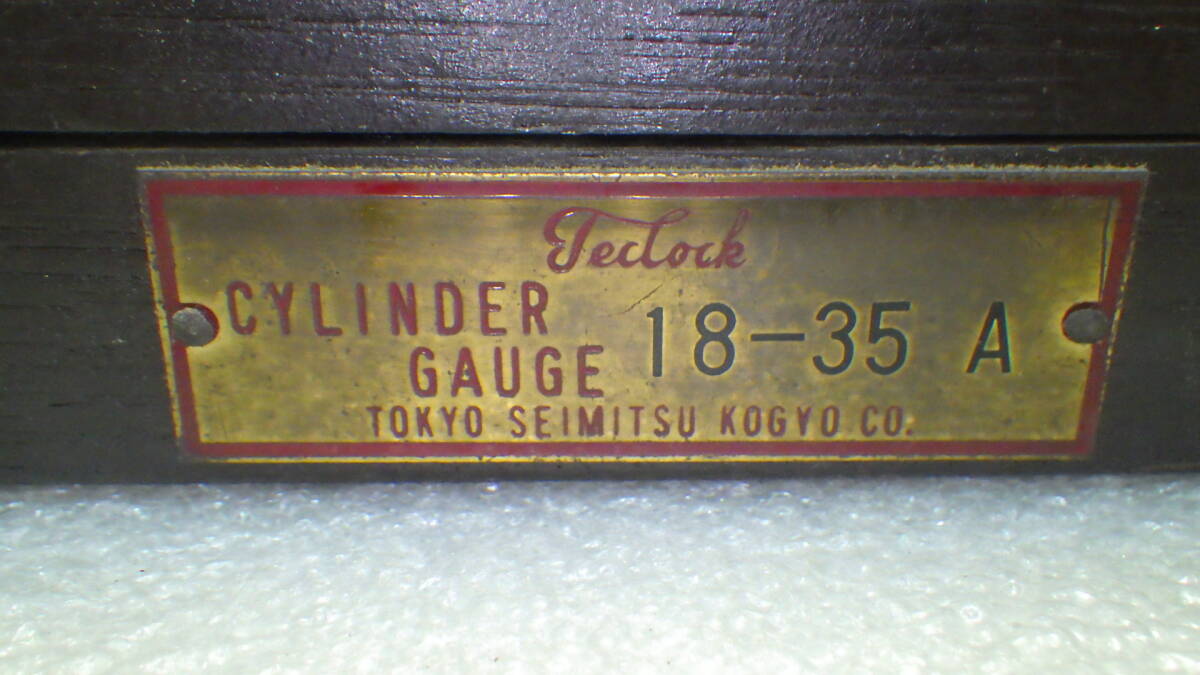 Teclock
CYLINDER
GAUGE
18-35 A
TOKYO SEIMITSU KOGYO CO.